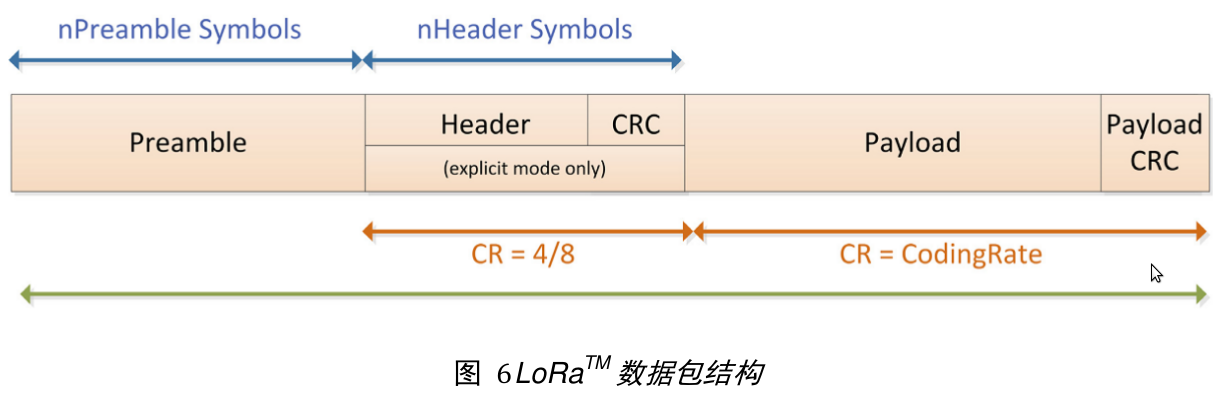 nPreamble Symbols nHeader Symbols
Preamble
Header
CRC
(explicit mode only)
Payload
Payload
CRC
CR = 4/8
CR = CodingRate
图 6LoRaTM 数据包结构